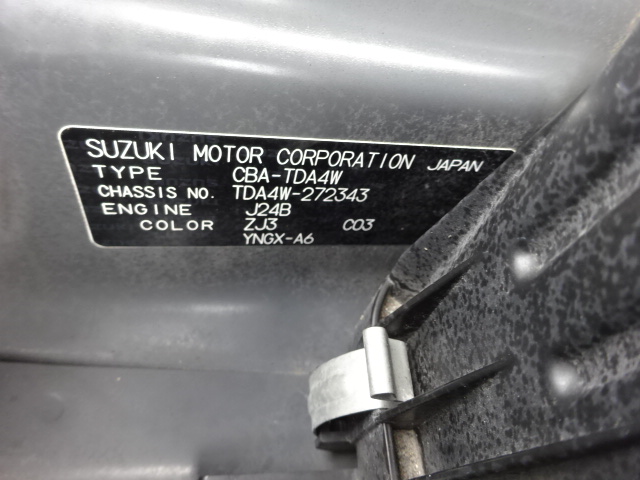 SUZUKI MOTOR CORPORATION JAPAN
TYPE CBA-TDA4W
CHASSIS NO. TDA4W-272343
ENGINE J24B
COLOR ZJ3 C03
YNGX-A6